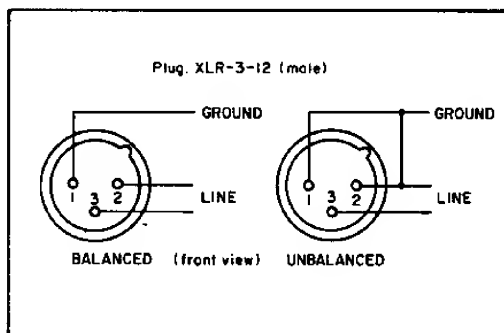 Plug. XLR-3-12 (male)
GROUND
GROUND
1 3 2
LINE
1 3 2
LINE
BALANCED (front view) UNBALANCED